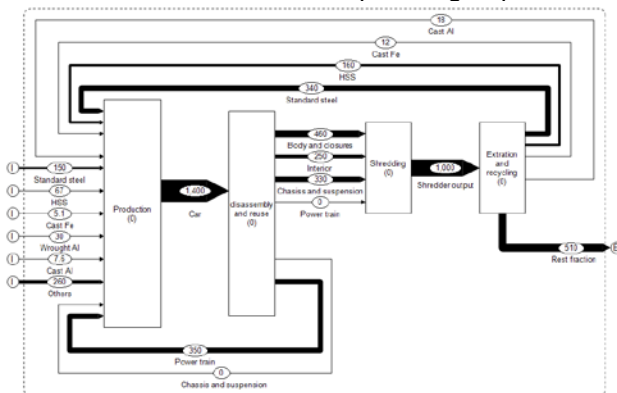 18
Cast Al
12
Cast Fe
160
HSS
340
Standard steel
I 150
Standard steel
I 67
HSS
I 5.1
Cast Fe
I 39
Wrought Al
I 7.6
Cast Al
I 260
Others
Production
(0)
1,400
Car
disassembly
and reuse
(0)
460
Body and closures
250
Interior
330
Chassis and suspension
0
Power train
Shredding
(0)
1,000
Shredder output
Extration
and
recycling
(0)
510
Rest fraction
E
350
Power train
0
Chassis and suspension